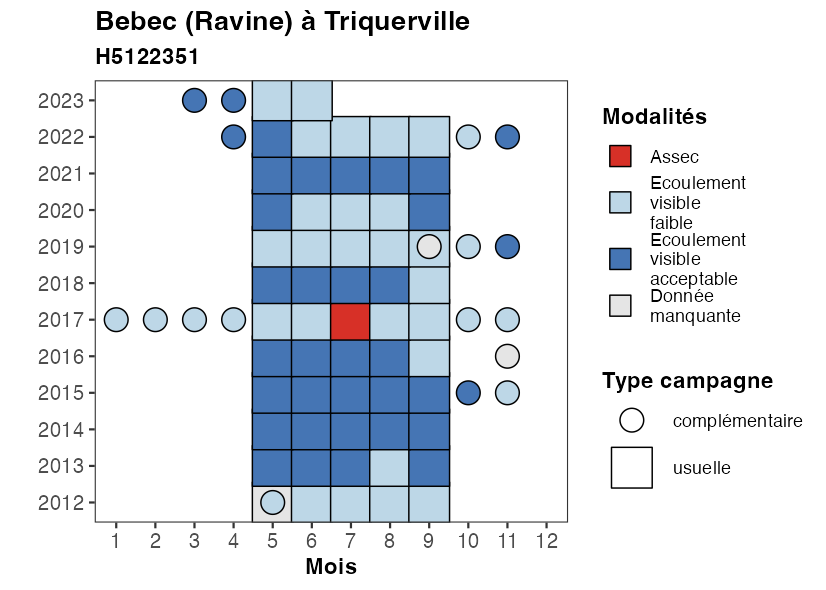 Bebec (Ravine) à Triquerville
H5122351
2023
2022
2021
2020
2019
2018
2017
2016
2015
2014
2013
2012
1 2 3 4 5 6 7 8 9 10 11 12
Mois
Modalités
Assec
Ecoulement
visible
faible
Ecoulement
visible
acceptable
Donnée
manquante
Type campagne
complémentaire
usuelle